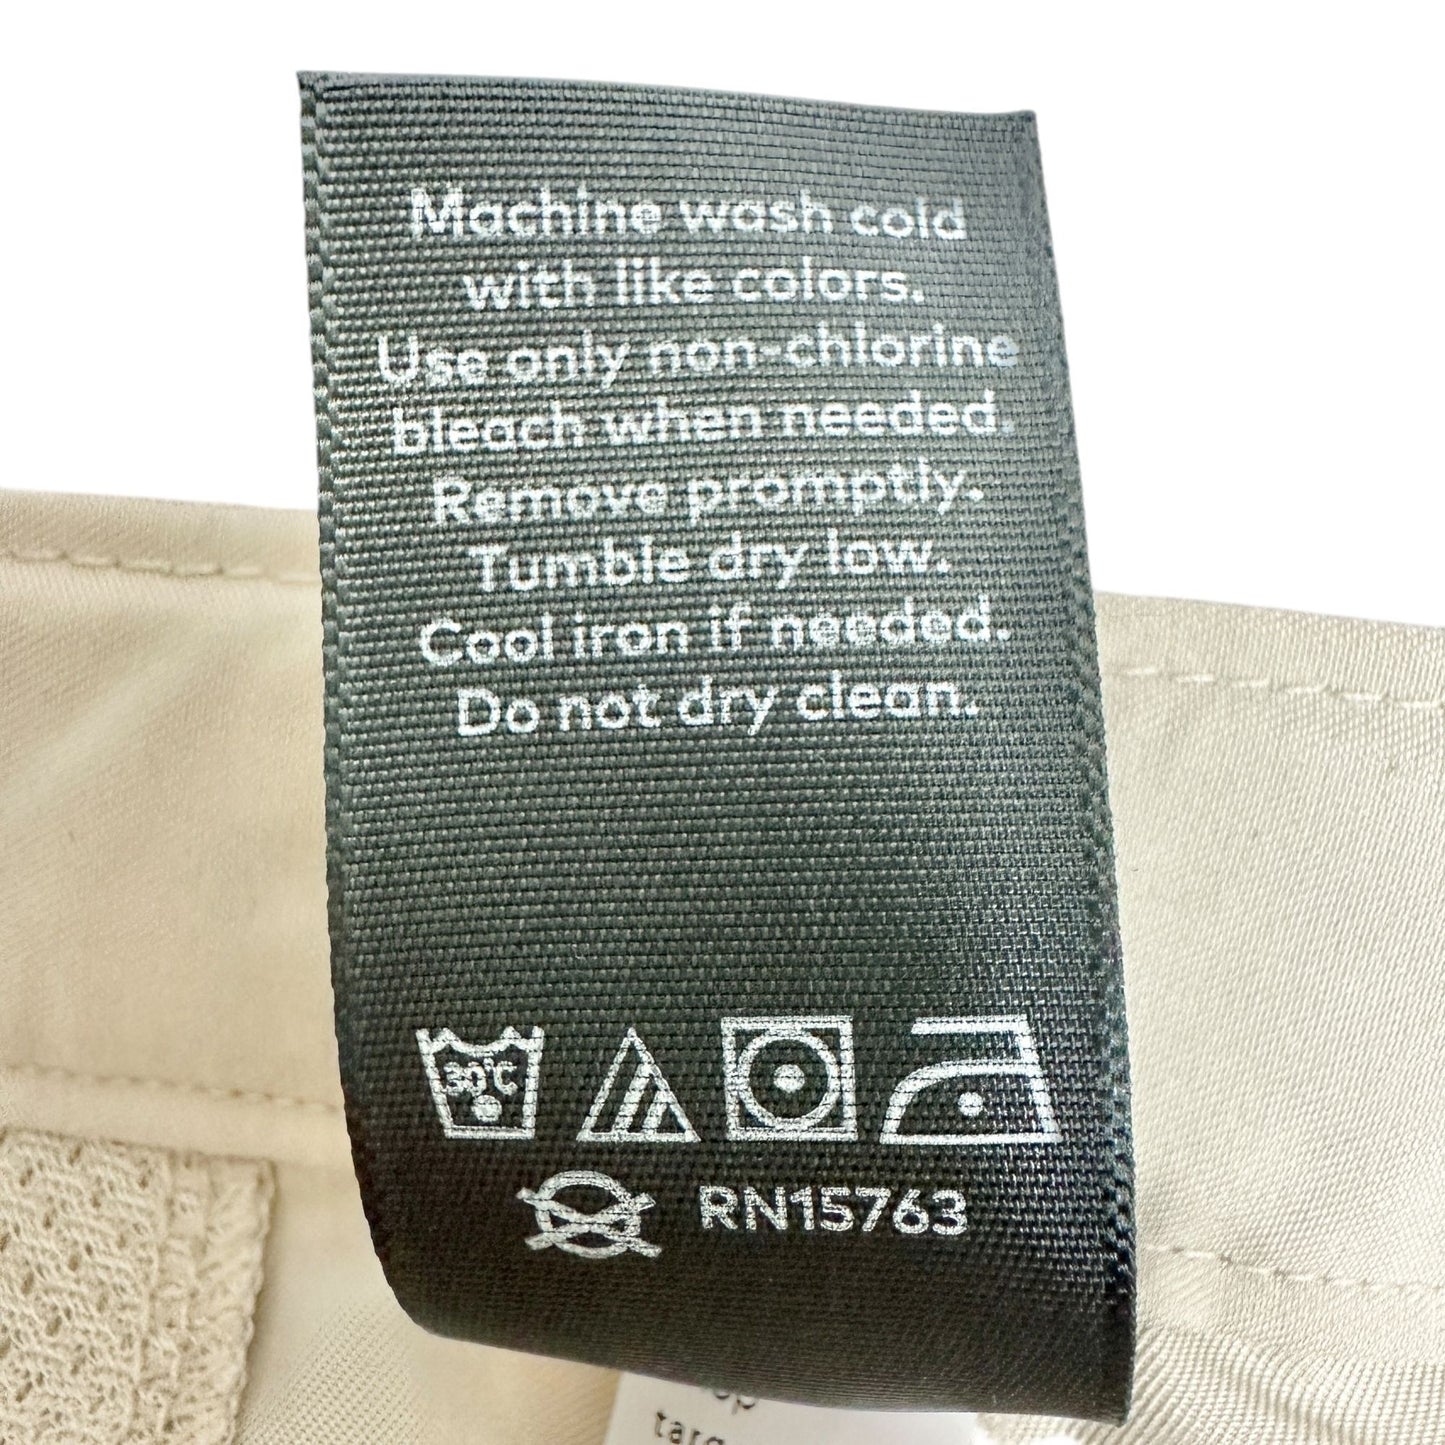 Machine wash cold
with like colors.
Use only non-chlorine
bleach when needed.
Remove promptly.
Tumble dry low.
Cool iron if needed.
Do not dry clean.
30°C
RN15763